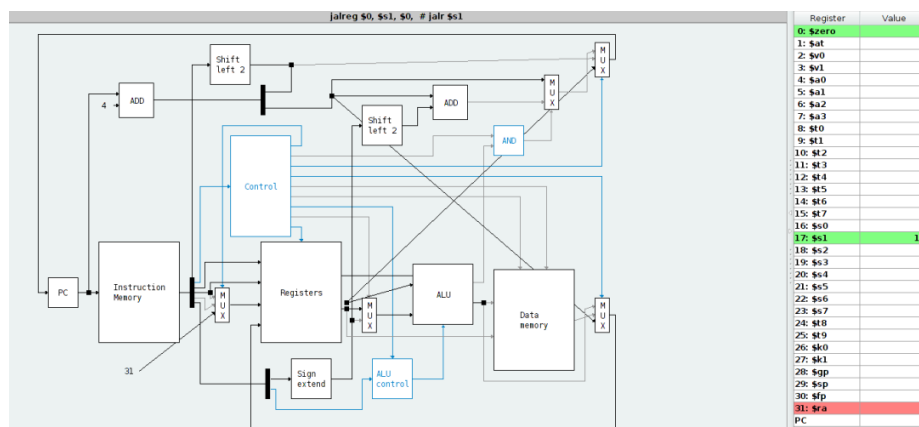 jalreg $0, $s1, $0, # jalr $s1
Shift
left 2
M
U
X
4
ADD
M
U
X
Shift
left 2
ADD
AND
Control
PC
Instruction
Memory
M
U
X
Registers
M
U
X
ALU
Data
memory
M
U
X
31
Sign
extend
ALU
control
Register Value
0: $zero
1: $at
2: $v0
3: $v1
4: $a0
5: $a1
6: $a2
7: $a3
8: $t0
9: $t1
10: $t2
11: $t3
12: $t4
13: $t5
14: $t6
15: $t7
16: $s0
17: $s1 1
18: $s2
19: $s3
20: $s4
21: $s5
22: $s6
23: $s7
24: $t8
25: $t9
26: $k0
27: $k1
28: $gp
29: $sp
30: $fp
31: $ra
PC